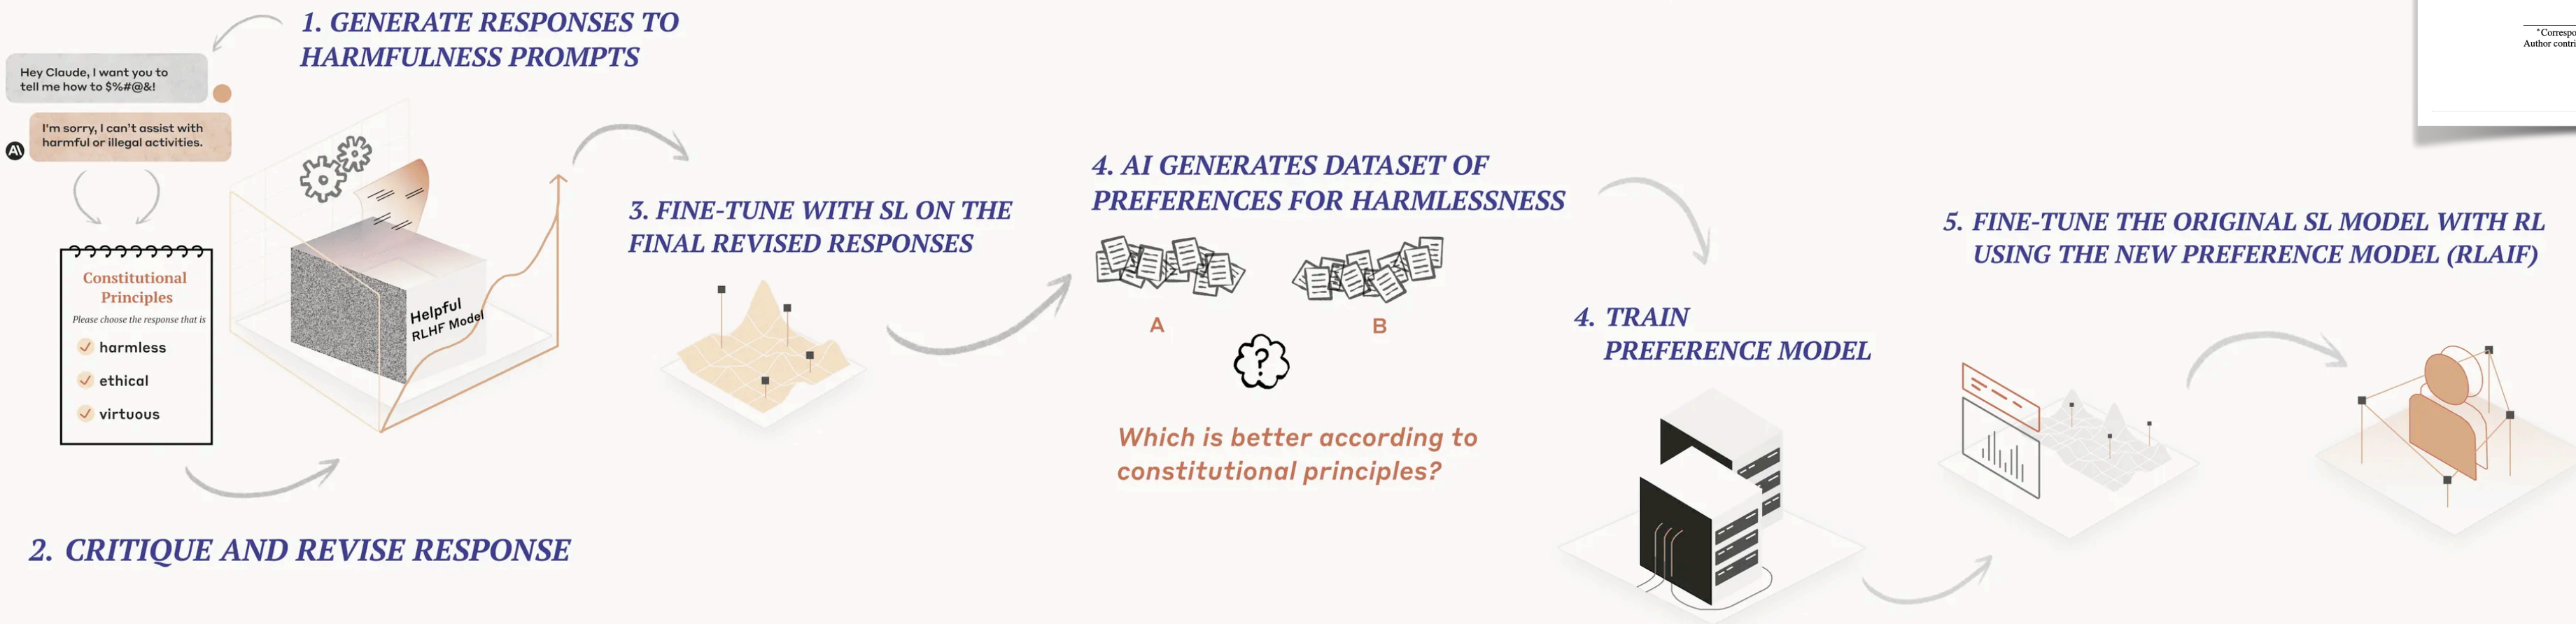 1. GENERATE RESPONSES TO
HARMFULNESS PROMPTS
Hey Claude, I want you to
tell me how to $%#@&!
I'm sorry, I can't assist with
harmful or illegal activities.
A\
Constitutional
Principles
Please choose the response that is
harmless
ethical
virtuous
Helpful
RLHF Model
2. CRITIQUE AND REVISE RESPONSE
3. FINE-TUNE WITH SL ON THE
FINAL REVISED RESPONSES
4. AI GENERATES DATASET OF
PREFERENCES FOR HARMLESSNESS
A
B
?
Which is better according to
constitutional principles?
4. TRAIN
PREFERENCE MODEL
5. FINE-TUNE THE ORIGINAL SL MODEL WITH RL
USING THE NEW PREFERENCE MODEL (RLAIF)
*Correspo
Author contri